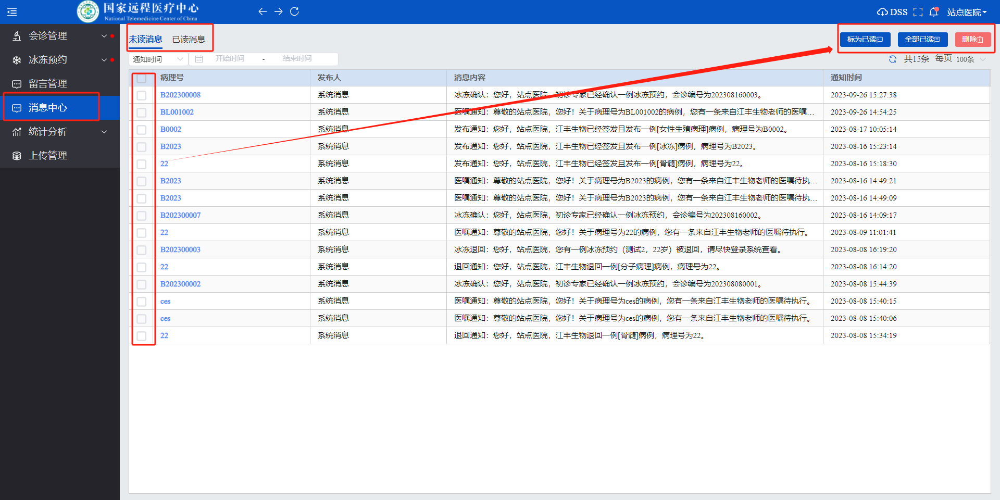 国家远程医疗中心
National Telemedicine Center of China
DSS
站点医院
会诊管理
冰冻预约
留言管理
消息中心
统计分析
上传管理
未读消息 已读消息
标为已读 全部已读 删除
通知时间 开始时间 - 结束时间
共15条 每页 100条
病理号 发布人 消息内容 通知时间
B202300008 系统消息 冰冻确认：您好，站点医院，初诊专家已经确认一例冰冻预约，会诊编号为202308160003。 2023-09-26 15:27:38
BL001002 系统消息 医嘱通知：尊敬的站点医院，您好！关于病理号为BL001002的病例，您有一条来自江丰生物老师的医嘱... 2023-09-26 14:54:25
B0002 系统消息 发布通知：您好，站点医院，江丰生物已经签发且发布一例[女性生殖病理]病例，病理号为B0002。 2023-08-17 10:05:14
B2023 系统消息 发布通知：您好，站点医院，江丰生物已经签发且发布一例[冰冻]病例，病理号为B2023。 2023-08-16 15:23:14
22 系统消息 发布通知：您好，站点医院，江丰生物已经签发且发布一例[骨髓]病例，病理号为22。 2023-08-16 15:18:30
B2023 系统消息 医嘱通知：尊敬的站点医院，您好！关于病理号为B2023的病例，您有一条来自江丰生物老师的医嘱待执... 2023-08-16 14:49:21
B2023 系统消息 医嘱通知：尊敬的站点医院，您好！关于病理号为B2023的病例，您有一条来自江丰生物老师的医嘱待执... 2023-08-16 14:49:09
B202300007 系统消息 冰冻确认：您好，站点医院，初诊专家已经确认一例冰冻预约，会诊编号为202308160002。 2023-08-16 14:09:17
22 系统消息 医嘱通知：尊敬的站点医院，您好！关于病理号为22的病例，您有一条来自江丰生物老师的医嘱待执行。 2023-08-09 11:01:41
B202300003 系统消息 冰冻退回：您好，站点医院，您有一例冰冻预约（测试2，22岁）被退回，请尽快登录系统查看。 2023-08-08 16:19:20
22 系统消息 退回通知：您好，站点医院，江丰生物退回一例[分子病理]病例，病理号为22。 2023-08-08 16:14:20
B202300002 系统消息 冰冻确认：您好，站点医院，初诊专家已经确认一例冰冻预约，会诊编号为202308080001。 2023-08-08 15:44:39
ces 系统消息 医嘱通知：尊敬的站点医院，您好！关于病理号为ces的病例，您有一条来自江丰生物老师的医嘱待执行。 2023-08-08 15:40:15
ces 系统消息 医嘱通知：尊敬的站点医院，您好！关于病理号为ces的病例，您有一条来自江丰生物老师的医嘱待执行。 2023-08-08 15:40:06
22 系统消息 退回通知：您好，站点医院，江丰生物退回一例[骨髓]病例，病理号为22。 2023-08-08 15:34:19